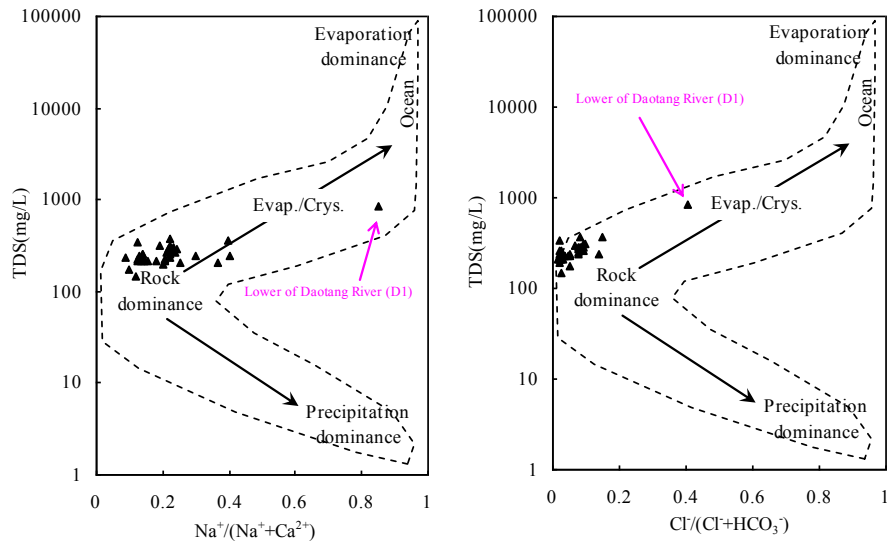 100000
10000
1000
100
10
1
TDS(mg/L)
Evaporation
dominance
Ocean
Evap./Crys.
Lower of Daotang River (D1)
Rock
dominance
Precipitation
dominance
0
0.2
0.4
0.6
0.8
1
Na⁺/(Na⁺+Ca²⁺)
100000
10000
1000
100
10
1
TDS(mg/L)
Evaporation
dominance
Ocean
Lower of Daotang River (D1)
Evap./Crys.
Rock
dominance
Precipitation
dominance
0
0.2
0.4
0.6
0.8
1
Cl⁻/(Cl⁻+HCO₃⁻)